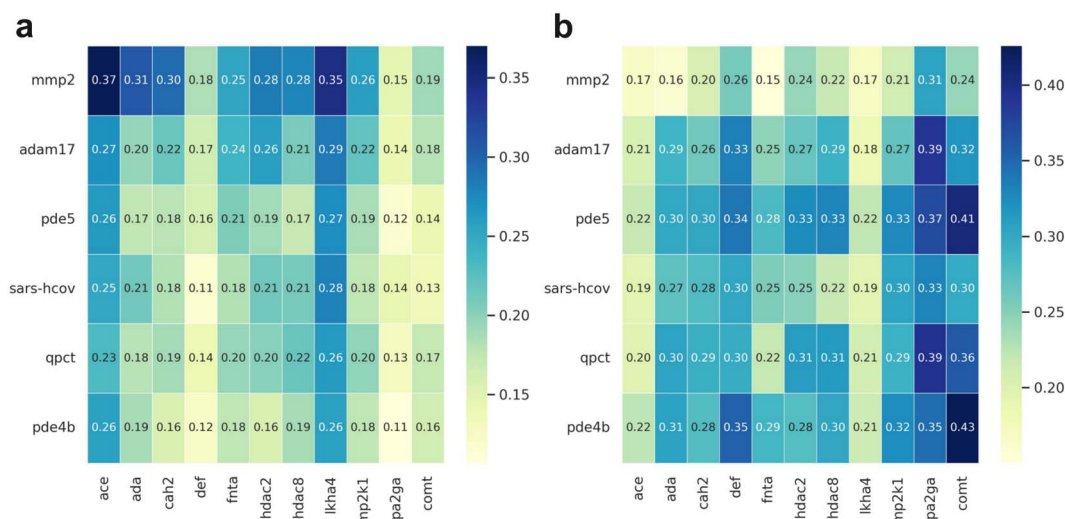 a
mmp2 0.37 0.31 0.30 0.18 0.25 0.28 0.28 0.35 0.26 0.15 0.19
adam17 0.27 0.20 0.22 0.17 0.24 0.26 0.21 0.29 0.22 0.14 0.18
pde5 0.26 0.17 0.18 0.16 0.21 0.19 0.17 0.27 0.19 0.12 0.14
sars-hcov 0.25 0.21 0.18 0.11 0.18 0.21 0.21 0.28 0.18 0.14 0.13
qpct 0.23 0.18 0.19 0.14 0.20 0.20 0.22 0.26 0.20 0.13 0.17
pde4b 0.26 0.19 0.16 0.12 0.18 0.16 0.19 0.26 0.18 0.11 0.16
ace ada cah2 def fnta hdac2 hdac8 lkha4 mp2k1 pa2ga comt
0.35
0.30
0.25
0.20
0.15
b
mmp2 0.17 0.16 0.20 0.26 0.15 0.24 0.22 0.17 0.21 0.31 0.24
adam17 0.21 0.29 0.26 0.33 0.25 0.27 0.29 0.18 0.27 0.39 0.32
pde5 0.22 0.30 0.30 0.34 0.28 0.33 0.33 0.22 0.33 0.37 0.41
sars-hcov 0.19 0.27 0.28 0.30 0.25 0.25 0.22 0.19 0.30 0.33 0.30
qpct 0.20 0.30 0.29 0.30 0.22 0.31 0.31 0.21 0.29 0.39 0.36
pde4b 0.22 0.31 0.28 0.35 0.29 0.28 0.30 0.21 0.32 0.35 0.43
ace ada cah2 def fnta hdac2 hdac8 lkha4 mp2k1 pa2ga comt
0.40
0.35
0.30
0.25
0.20